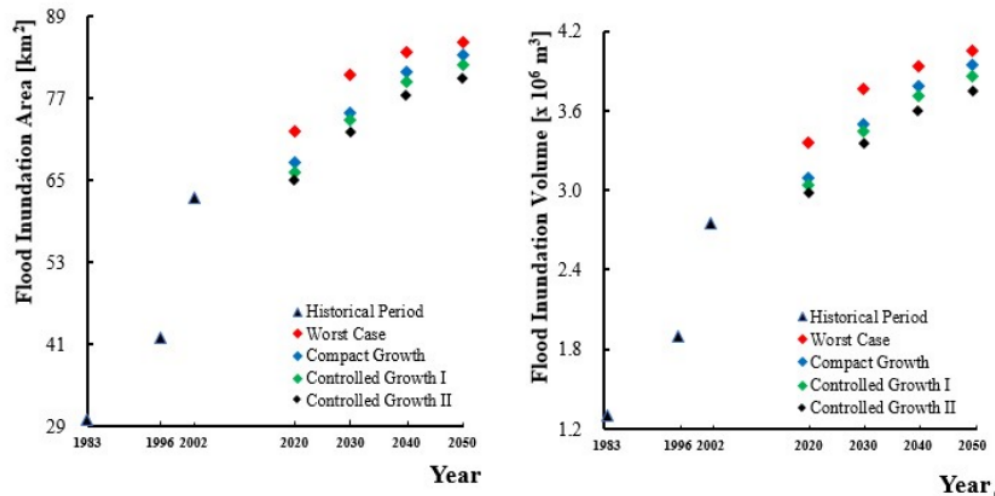 Flood Inundation Area [km²]
89
77
65
53
41
29
Historical Period
Worst Case
Compact Growth
Controlled Growth I
Controlled Growth II
1983 1996 2002 2020 2030 2040 2050
Year
Flood Inundation Volume [x 10⁶ m³]
4.2
3.6
3.0
2.4
1.8
1.2
Historical Period
Worst Case
Compact Growth
Controlled Growth I
Controlled Growth II
1983 1996 2002 2020 2030 2040 2050
Year